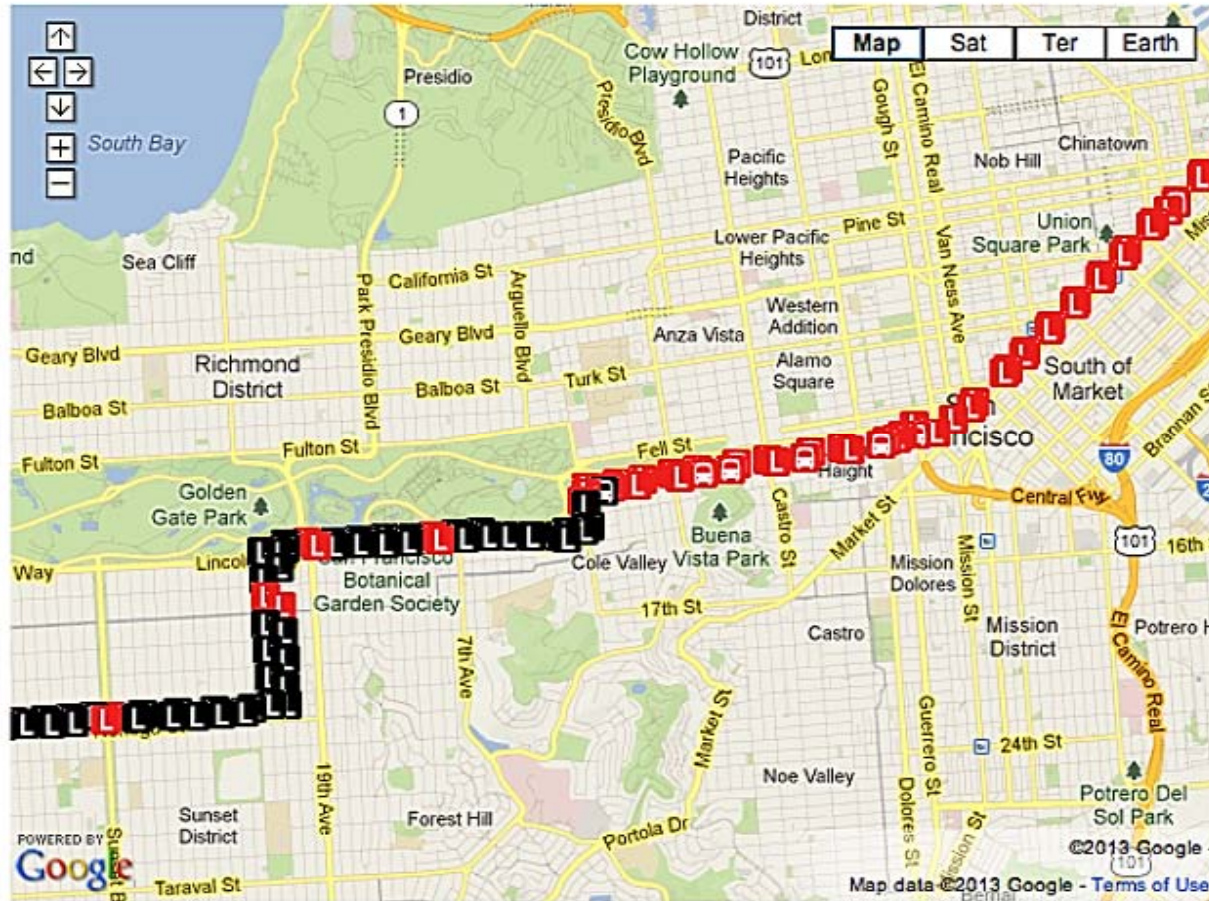 District
Cow Hollow
Playground
101
Map
Sat
Ter
Earth
Presidio
1
South Bay
Presidio Blvd
Gough St
El Camino Real
Chinatown
Nob Hill
Pacific
Heights
Pine St
Union
Square Park
Sea Cliff
Lower Pacific
Heights
California St
Park Presidio Blvd
Arguello Blvd
Van Ness Ave
Western
Addition
Anza Vista
Geary Blvd
Geary Blvd
Richmond
District
Alamo
Square
South of
Market
Turk St
Balboa St
Balboa St
Brannan St
Fulton St
Fulton St
Fell St
Haight
80
Golden
Gate Park
Central Fwy
Castro St
Market St
Buena
Vista Park
101
16th
Way
Cole Valley
Mission
Dolores
Mission St
Botanical
Garden Society
17th St
Castro
Mission
District
El Camino Real
7th Ave
Market St
Guerrero St
24th St
19th Ave
Noe Valley
Dolores St
Potrero Del
Sol Park
Sunset
District
Forest Hill
Portola Dr
Mission St
POWERED BY
Google
©2013 Google -
101
Taraval St
Map data ©2013 Google - Terms of Use